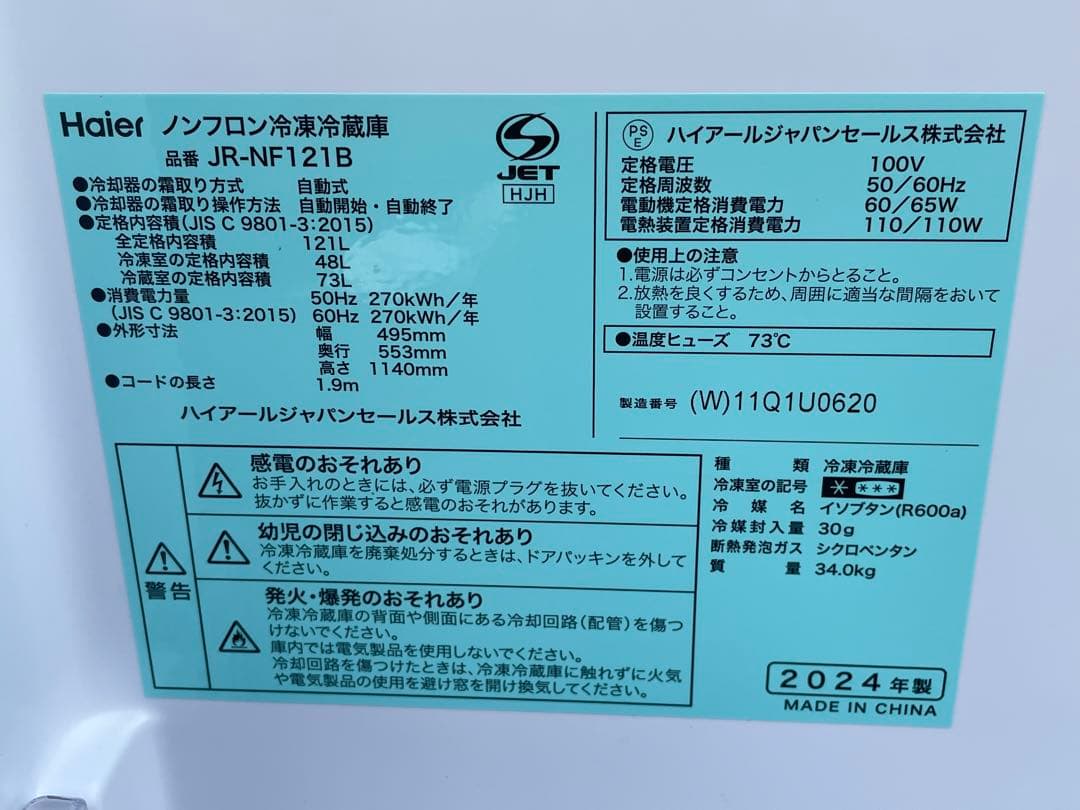 Haier ノンフロン冷凍冷蔵庫
品番 JR-NF121B
●冷却器の霜取り方式 自動式
●冷却器の霜取り操作方法 自動開始・自動終了
●定格内容積(JIS C 9801-3:2015)
全定格内容積 121L
冷凍室の定格内容積 48L
冷蔵室の定格内容積 73L
●消費電力量 50Hz 270kWh/年
(JIS C 9801-3:2015) 60Hz 270kWh/年
●外形寸法 幅 495mm
奥行 553mm
高さ 1140mm
●コードの長さ 1.9m
ハイアールジャパンセールス株式会社
S
JET
HJH
PS
E
ハイアールジャパンセールス株式会社
定格電圧 100V
定格周波数 50/60Hz
電動機定格消費電力 60/65W
電熱装置定格消費電力 110/110W
●使用上の注意
1.電源は必ずコンセントからとること。
2.放熱を良くするため、周囲に適当な間隔をおいて
設置すること。
●温度ヒューズ 73℃
製造番号 (W)11Q1U0620
警告
感電のおそれあり
お手入れのときには、必ず電源プラグを抜いてください。
抜かずに作業すると感電のおそれがあります。
幼児の閉じ込みのおそれあり
冷凍冷蔵庫を廃棄処分するときは、ドアパッキンを外して
ください。
発火・爆発のおそれあり
冷凍冷蔵庫の背面や側面にある冷却回路(配管)を傷つ
けないでください。
庫内では電気製品を使用しないでください。
冷却回路を傷つけたときは、冷凍冷蔵庫に触れずに火気
や電気製品の使用を避け窓を開け換気してください。
種類 冷凍冷蔵庫
冷凍室の記号 * ***
冷媒名 イソブタン(R600a)
冷媒封入量 30g
断熱発泡ガス シクロペンタン
質量 34.0kg
2024年製
MADE IN CHINA